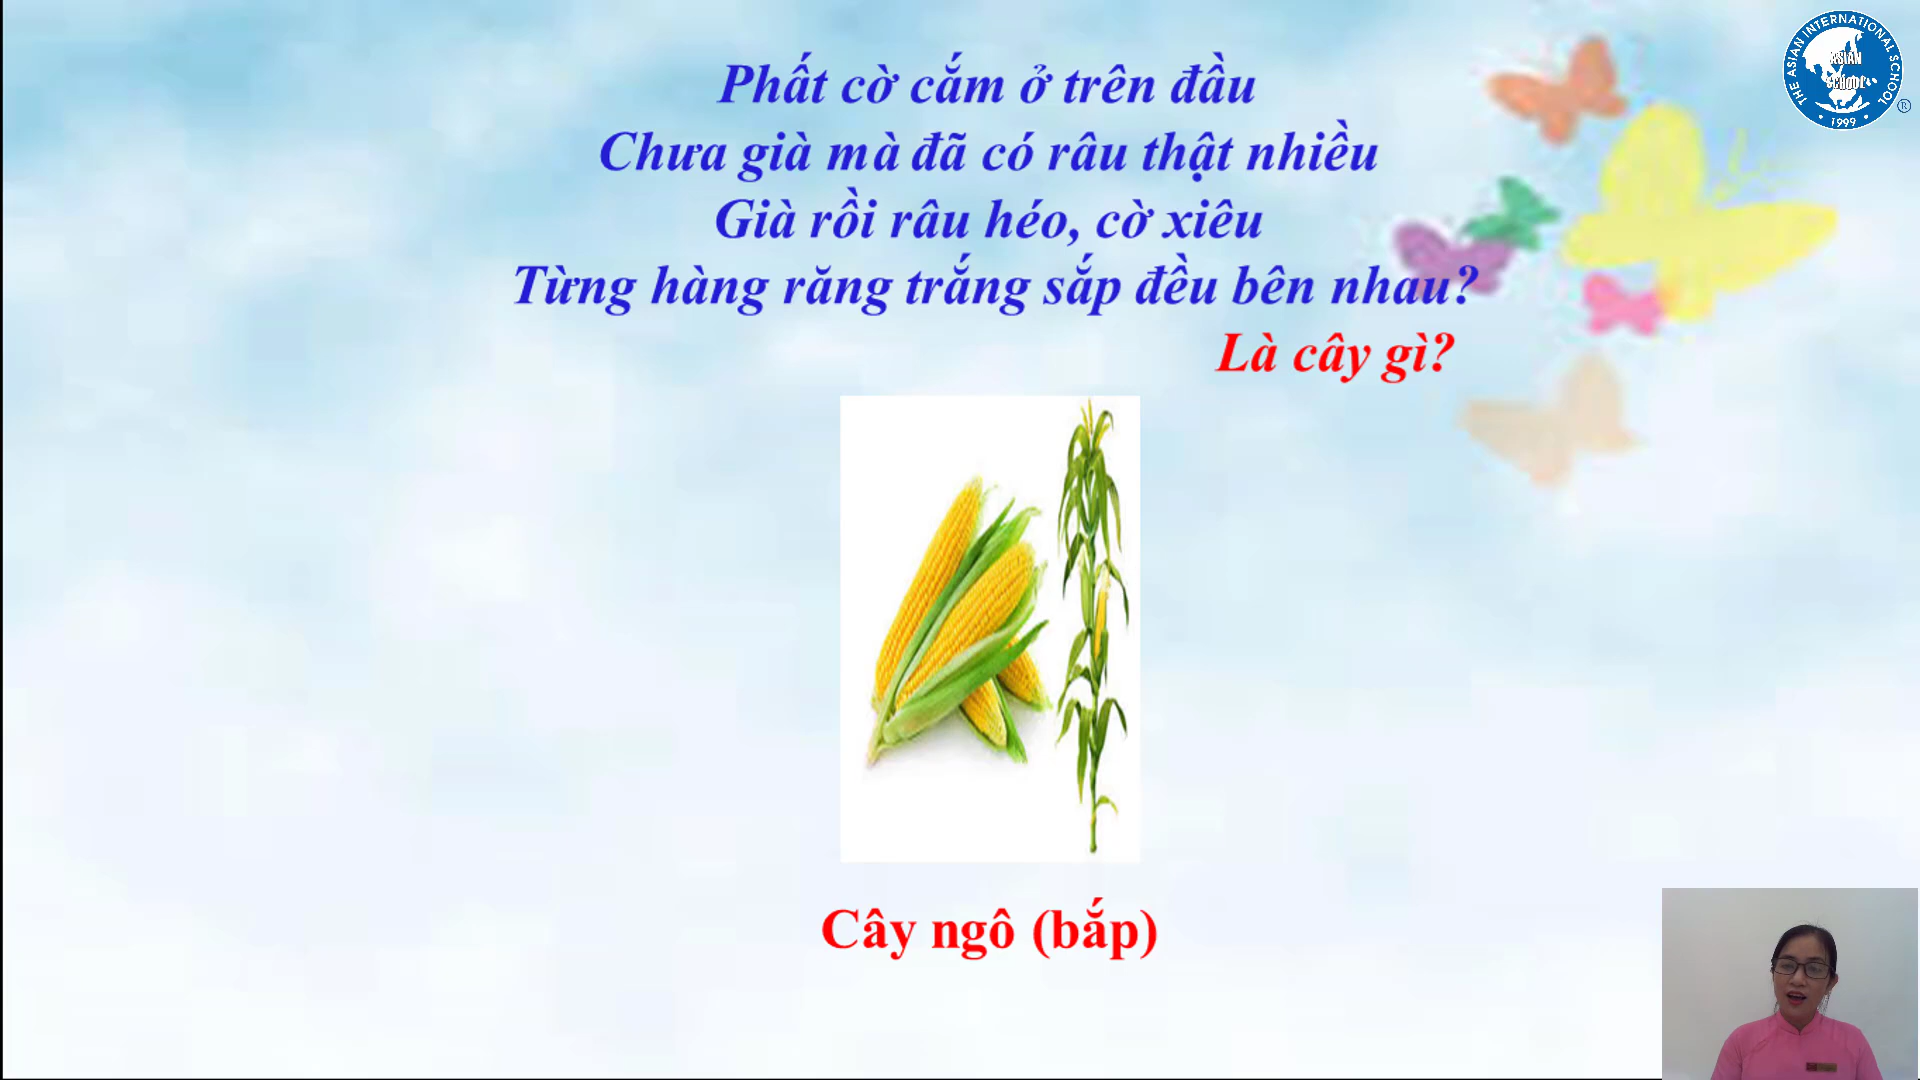 Phất cờ cắm ở trên đầu
Chưa già mà đã có râu thật nhiều
Già rồi râu héo, cờ xiêu
Từng hàng răng trắng sắp đều bên nhau?
Là cây gì?
Cây ngô (bắp)
THE ASIAN INTERNATIONAL SCHOOL
ASIAN
SCHOOL
• 1999 •
®